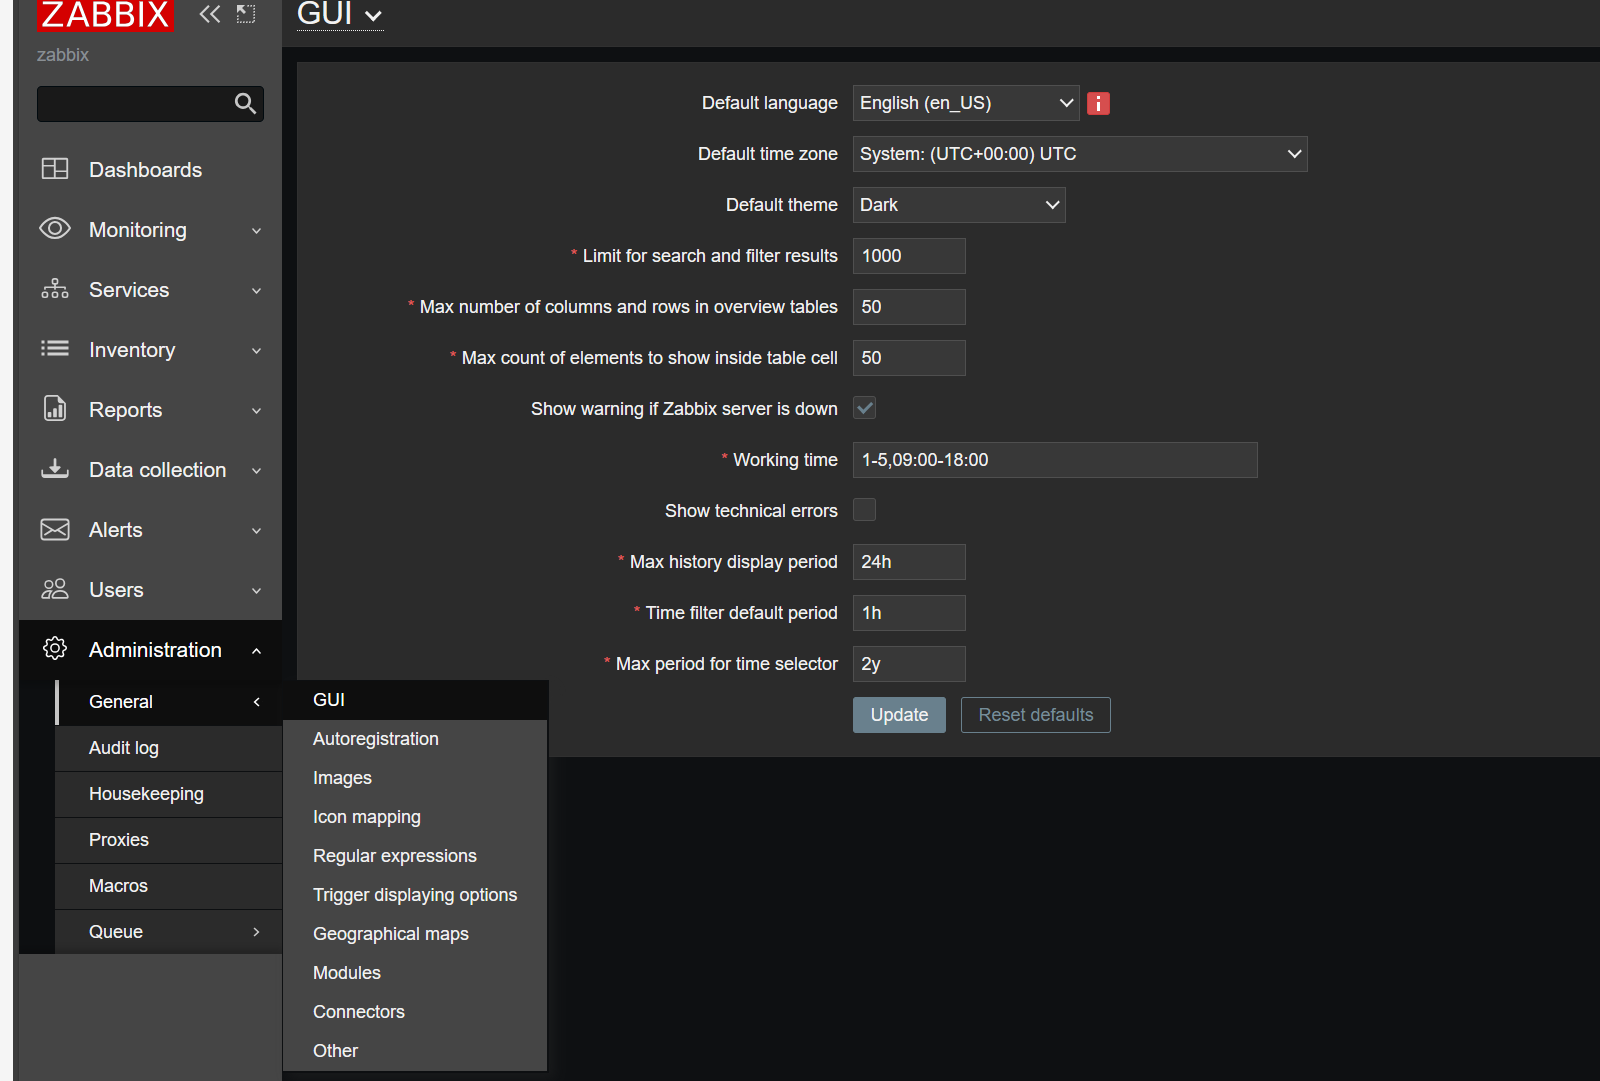 ZABBIX
zabbix
Dashboards
Monitoring
Services
Inventory
Reports
Data collection
Alerts
Users
Administration
General
Audit log
Housekeeping
Proxies
Macros
Queue
GUI
Autoregistration
Images
Icon mapping
Regular expressions
Trigger displaying options
Geographical maps
Modules
Connectors
Other
GUI
Default language English (en_US) i
Default time zone System: (UTC+00:00) UTC
Default theme Dark
* Limit for search and filter results 1000
* Max number of columns and rows in overview tables 50
* Max count of elements to show inside table cell 50
Show warning if Zabbix server is down
* Working time 1-5,09:00-18:00
Show technical errors
* Max history display period 24h
* Time filter default period 1h
* Max period for time selector 2y
Update Reset defaults